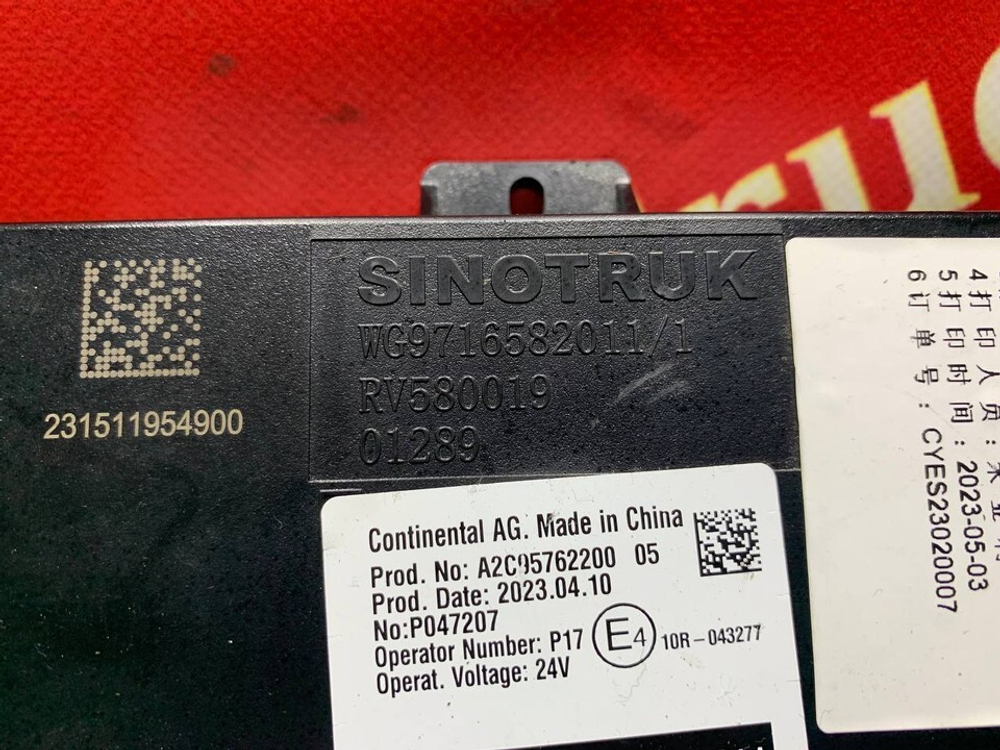 231511954900
SINOTRUK
WG9716582011/1
RV580019
01289
Continental AG. Made in China
Prod. No: A2C95762200 05
Prod. Date: 2023.04.10
No:P047207
Operator Number: P17
E4
10R-043277
Operat. Voltage: 24V
4打印人员:
5打印时间: 2023-05-03
6订单号: CYES23020007
ru